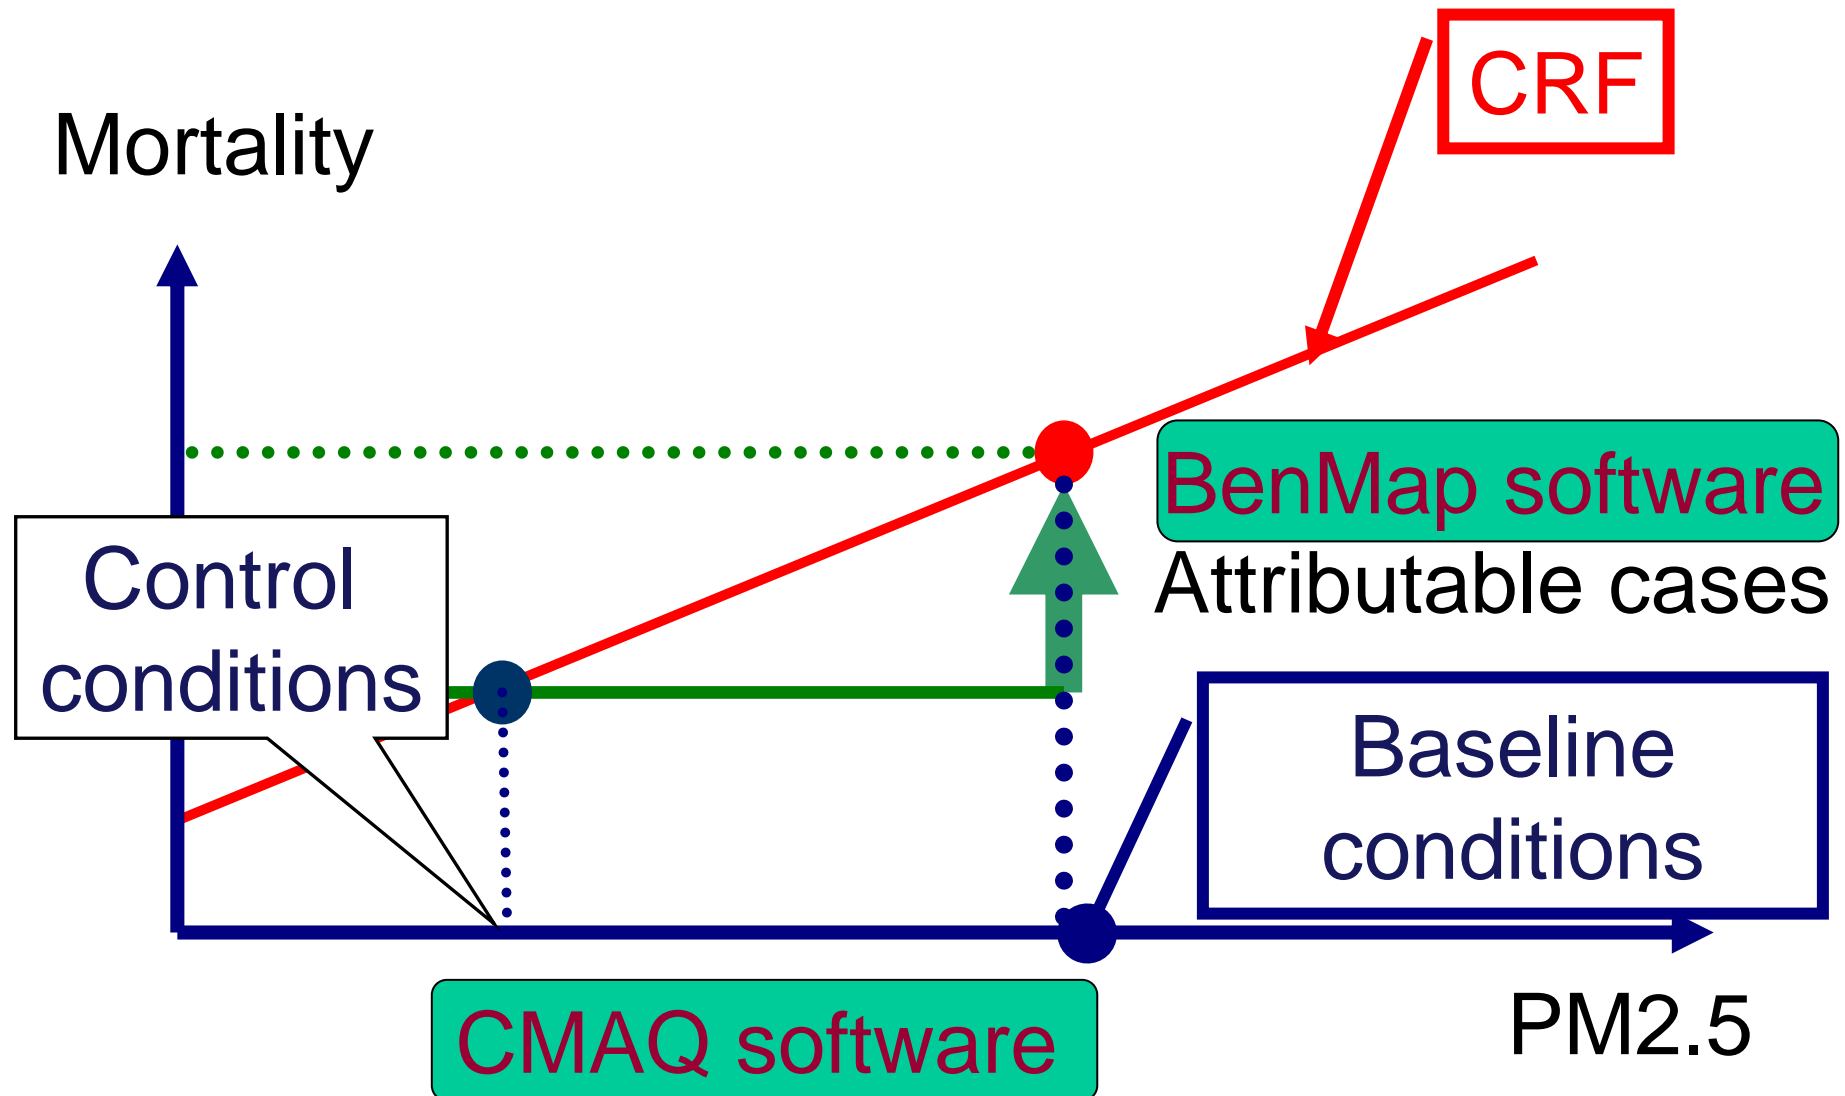 CRF
Mortality
BenMap software
Attributable cases
Control
conditions
Baseline
conditions
CMAQ software
PM2.5